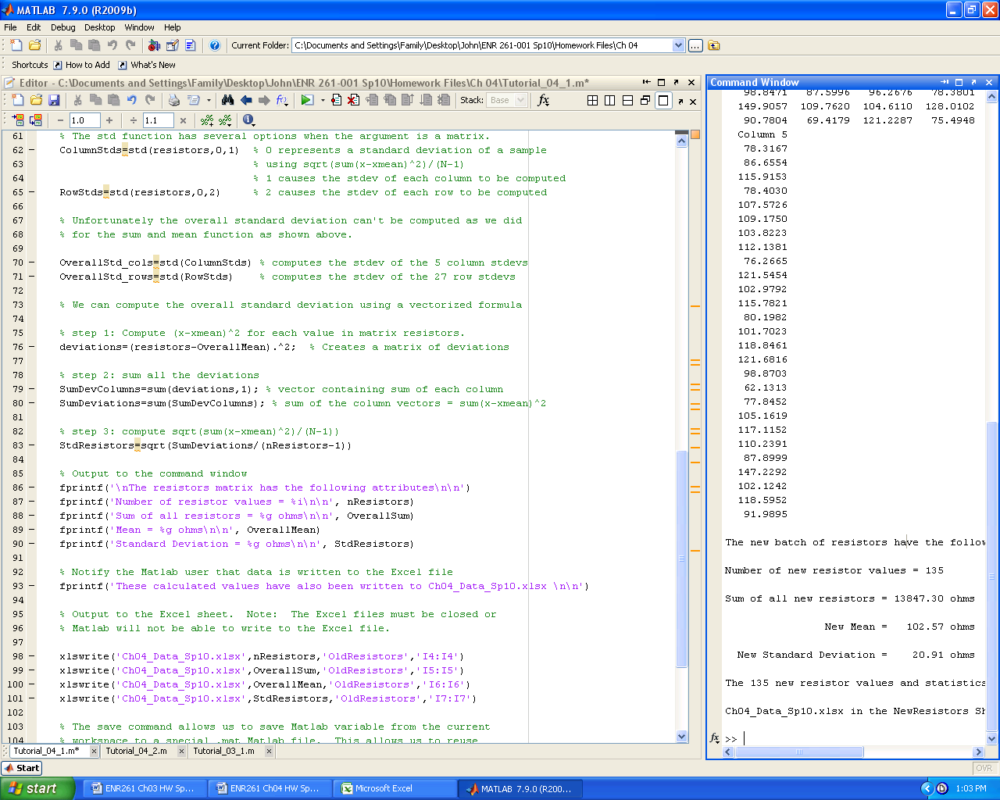 MATLAB 7.9.0 (R2009b)
File Edit Debug Desktop Window Help
Current Folder: C:\Documents and Settings\Family\Desktop\John\ENR 261-001 Sp10\Homework Files\Ch 04
Shortcuts How to Add What's New
Editor - C:\Documents and Settings\Family\Desktop\John\ENR 261-001 Sp10\Homework Files\Ch 04\Tutorial_04_1.m*
Stack: Base fx
− 1.0 + ÷ 1.1 ×
61 % The std function has several options when the argument is a matrix.
62 – ColumnStds=std(resistors,0,1) % 0 represents a standard deviation of a sample
63 % using sqrt(sum(x-xmean)^2)/(N-1)
64 % 1 causes the stdev of each column to be computed
65 – RowStds=std(resistors,0,2) % 2 causes the stdev of each row to be computed
66
67 % Unfortunately the overall standard deviation can't be computed as we did
68 % for the sum and mean function as shown above.
69
70 – OverallStd_cols=std(ColumnStds) % computes the stdev of the 5 column stdevs
71 – OverallStd_rows=std(RowStds) % computes the stdev of the 27 row stdevs
72
73 % We can compute the overall standard deviation using a vectorized formula
74
75 % step 1: Compute (x-xmean)^2 for each value in matrix resistors.
76 – deviations=(resistors-OverallMean).^2; % Creates a matrix of deviations
77
78 % step 2: sum all the deviations
79 – SumDevColumns=sum(deviations,1); % vector containing sum of each column
80 – SumDeviations=sum(SumDevColumns); % sum of the column vectors = sum(x-xmean)^2
81
82 % step 3: compute sqrt(sum(x-xmean)^2)/(N-1))
83 – StdResistors=sqrt(SumDeviations/(nResistors-1))
84
85 % Output to the command window
86 – fprintf('\nThe resistors matrix has the following attributes\n\n')
87 – fprintf('Number of resistor values = %i\n\n', nResistors)
88 – fprintf('Sum of all resistors = %g ohms\n\n', OverallSum)
89 – fprintf('Mean = %g ohms\n\n', OverallMean)
90 – fprintf('Standard Deviation = %g ohms\n\n', StdResistors)
91
92 % Notify the Matlab user that data is written to the Excel file
93 – fprintf('These calculated values have also been written to Ch04_Data_Sp10.xlsx \n\n')
94
95 % Output to the Excel sheet. Note: The Excel files must be closed or
96 % Matlab will not be able to write to the Excel file.
97
98 – xlswrite('Ch04_Data_Sp10.xlsx',nResistors,'OldResistors','I4:I4')
99 – xlswrite('Ch04_Data_Sp10.xlsx',OverallSum,'OldResistors','I5:I5')
100 – xlswrite('Ch04_Data_Sp10.xlsx',OverallMean,'OldResistors','I6:I6')
101 – xlswrite('Ch04_Data_Sp10.xlsx',StdResistors,'OldResistors','I7:I7')
102
103 % The save command allows us to save Matlab variable from the current
104 % workspace to a special .mat Matlab file. This allows us to reuse
Tutorial_04_1.m* Tutorial_04_2.m Tutorial_03_1.m
Command Window
98.8471 87.5996 96.2676 78.3801
149.9057 109.7620 104.6110 128.0102
90.7804 69.4179 121.2287 75.4948
Column 5
78.3167
86.6554
115.9153
78.4030
107.5726
109.1750
103.8223
112.1381
76.2665
121.5454
102.9792
115.7821
80.1982
101.7023
118.8461
121.6816
98.8703
62.1313
77.8452
105.1619
117.1152
110.2391
87.8999
147.2292
102.1242
118.5952
91.9895
The new batch of resistors have the follow
Number of new resistor values = 135
Sum of all new resistors = 13847.30 ohms
New Mean = 102.57 ohms
New Standard Deviation = 20.91 ohms
The 135 new resistor values and statistics
Ch04_Data_Sp10.xlsx in the NewResistors Sh
fx >>
Start OVR
start ENR261 Ch03 HW Sp... ENR261 Ch04 HW Sp... Microsoft Excel MATLAB 7.9.0 (R200... 1:03 PM